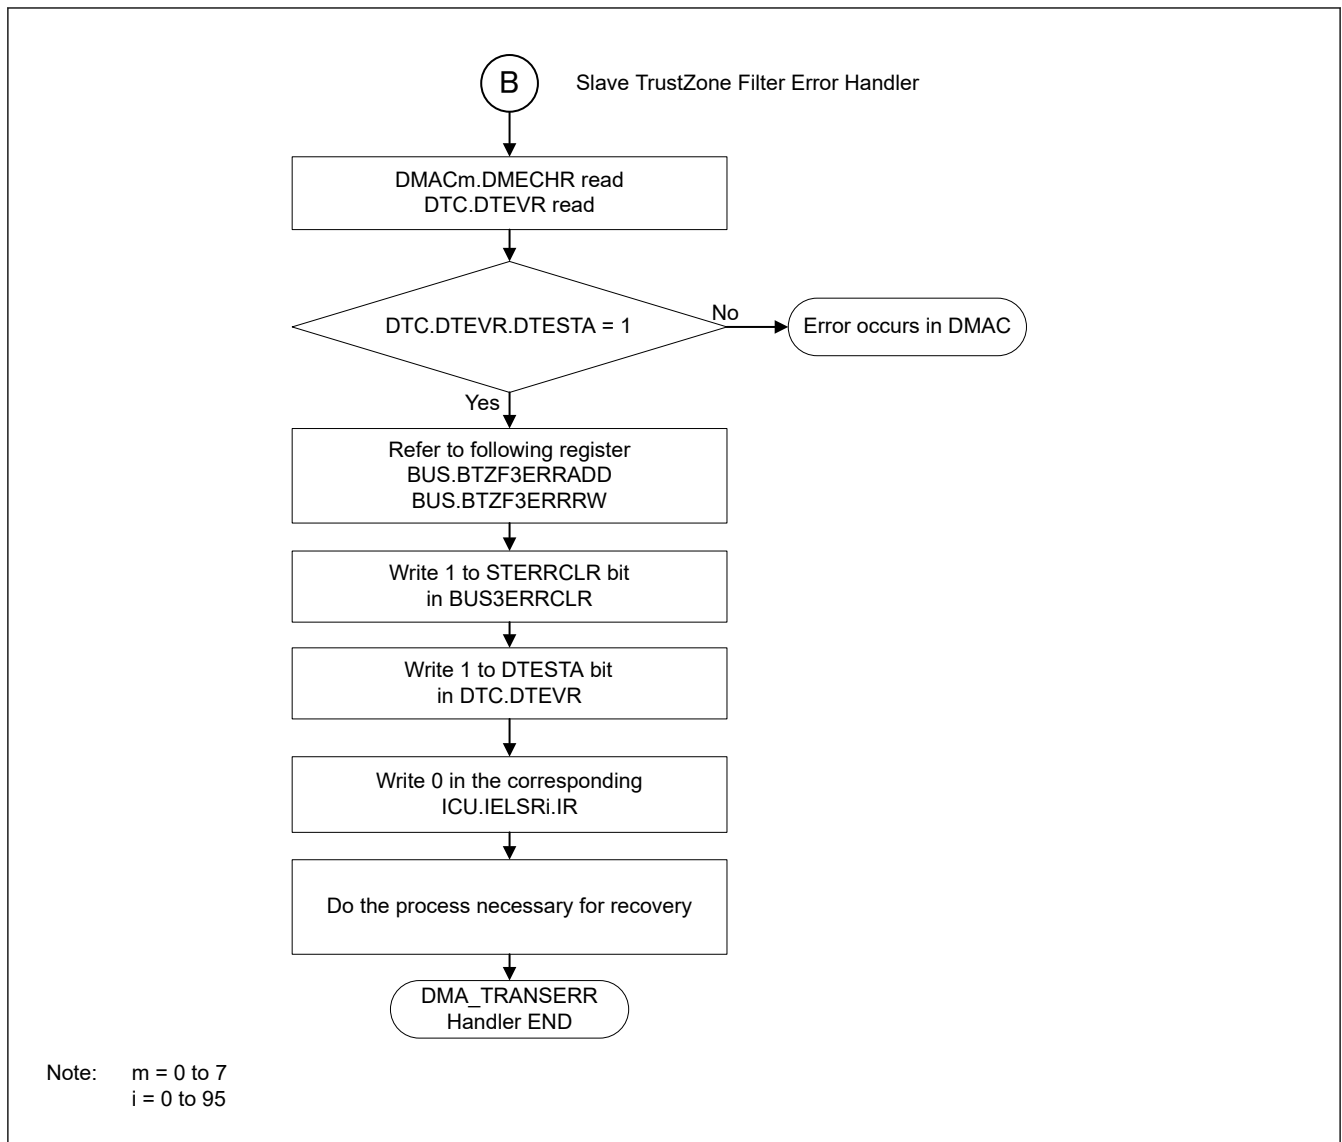 B
Slave TrustZone Filter Error Handler
DMACm.DMECHR read
DTC.DTEVR read
DTC.DTEVR.DTESTA = 1
No
Error occurs in DMAC
Yes
Refer to following register
BUS.BTZF3ERRADD
BUS.BTZF3ERRRW
Write 1 to STERRCLR bit
in BUS3ERRCLR
Write 1 to DTESTA bit
in DTC.DTEVR
Write 0 in the corresponding
ICU.IELSRi.IR
Do the process necessary for recovery
DMA_TRANSERR
Handler END
Note: m = 0 to 7
i = 0 to 95